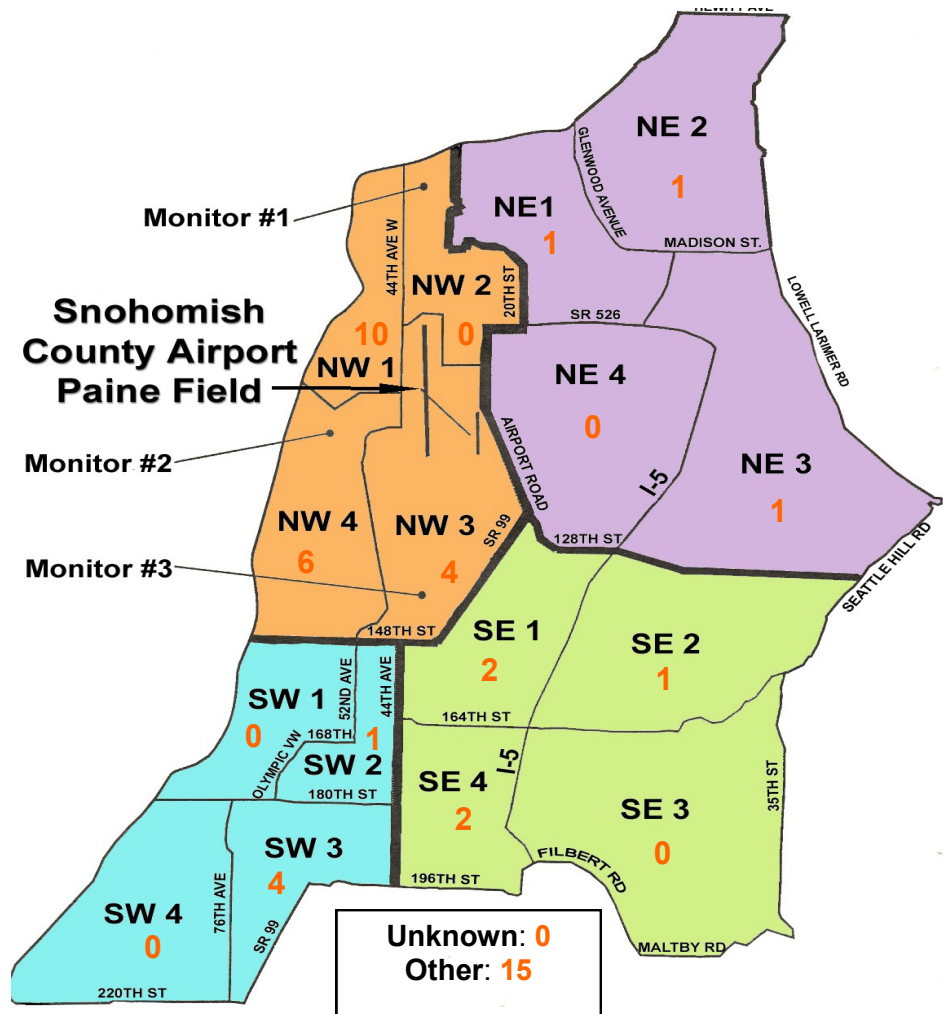 HEWITT AVE
NE 2
1
GLENWOOD AVENUE
MADISON ST.
NE1
1
Monitor #1
44TH AVE W
NW 2
0
20TH ST
LOWELL LARIMER RD
SR 526
Snohomish
County Airport
Paine Field
10
NW 1
NE 4
0
AIRPORT ROAD
I-5
NE 3
1
Monitor #2
NW 4
6
NW 3
4
SR 99
128TH ST
SEATTLE HILL RD
Monitor #3
148TH ST
SE 1
2
SE 2
1
SW 1
0
52ND AVE
44TH AVE
168TH
1
OLYMPIC VW
SW 2
180TH ST
164TH ST
I-5
SE 4
2
SE 3
0
35TH ST
SW 3
4
76TH AVE
SR 99
196TH ST
FILBERT RD
MALTBY RD
SW 4
0
220TH ST
Unknown: 0
Other: 15